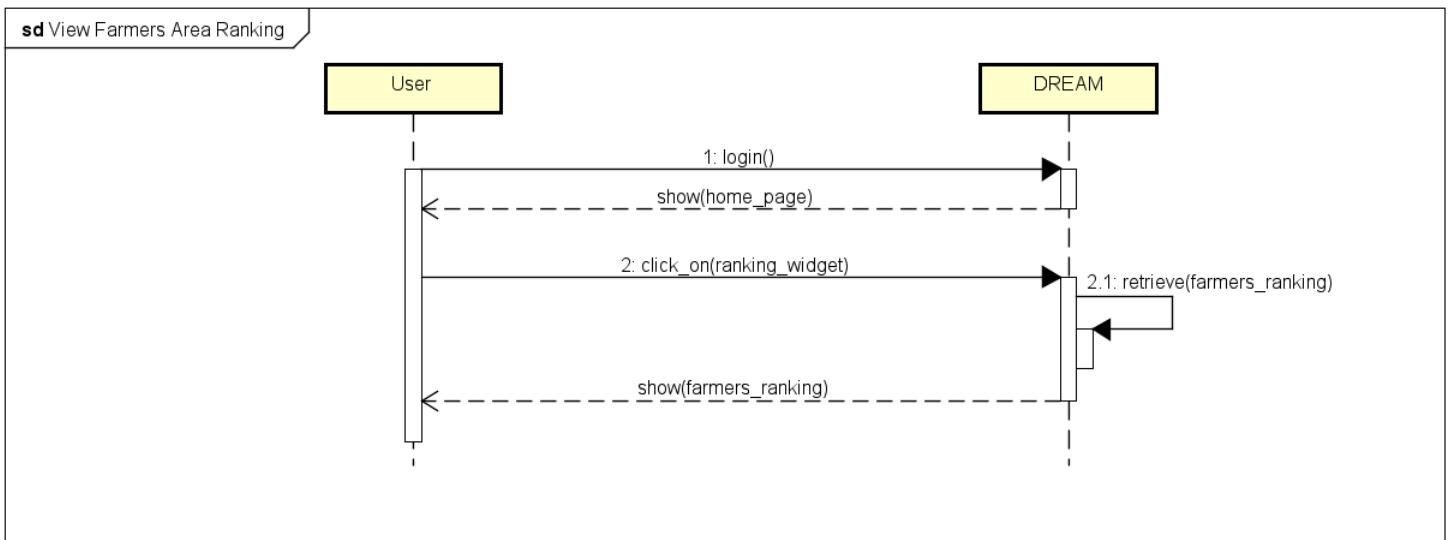 sd View Farmers Area Ranking
User
DREAM
1: login()
show(home_page)
2: click_on(ranking_widget)
2.1: retrieve(farmers_ranking)
show(farmers_ranking)